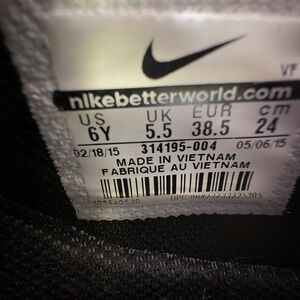 VF
nikebetterworld.com
US UK EUR cm
6Y 5.5 38.5 24
02/18/15 314195-004 05/06/15
MADE IN VIETNAM
FABRIQUE AU VIETNAM